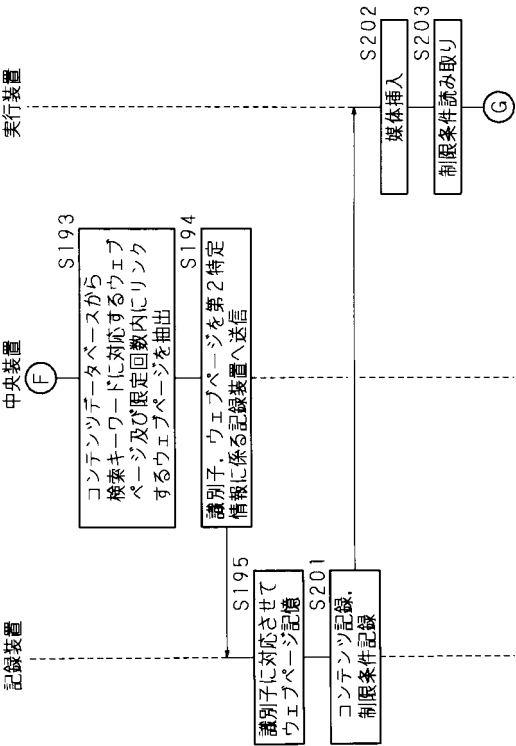 記録装置
中央装置
実行装置
F
S193
コンテンツデータベースから
検索キーワードに対応するウェブ
ページ及び限定回数内にリンク
するウェブページを抽出
S194
識別子，ウェブページを第2特定
情報に係る記録装置へ送信
S195
識別子に対応させて
ウェブページ記憶
S201
コンテンツ記録，
制限条件記録
S202
媒体挿入
S203
制限条件読み取り
G